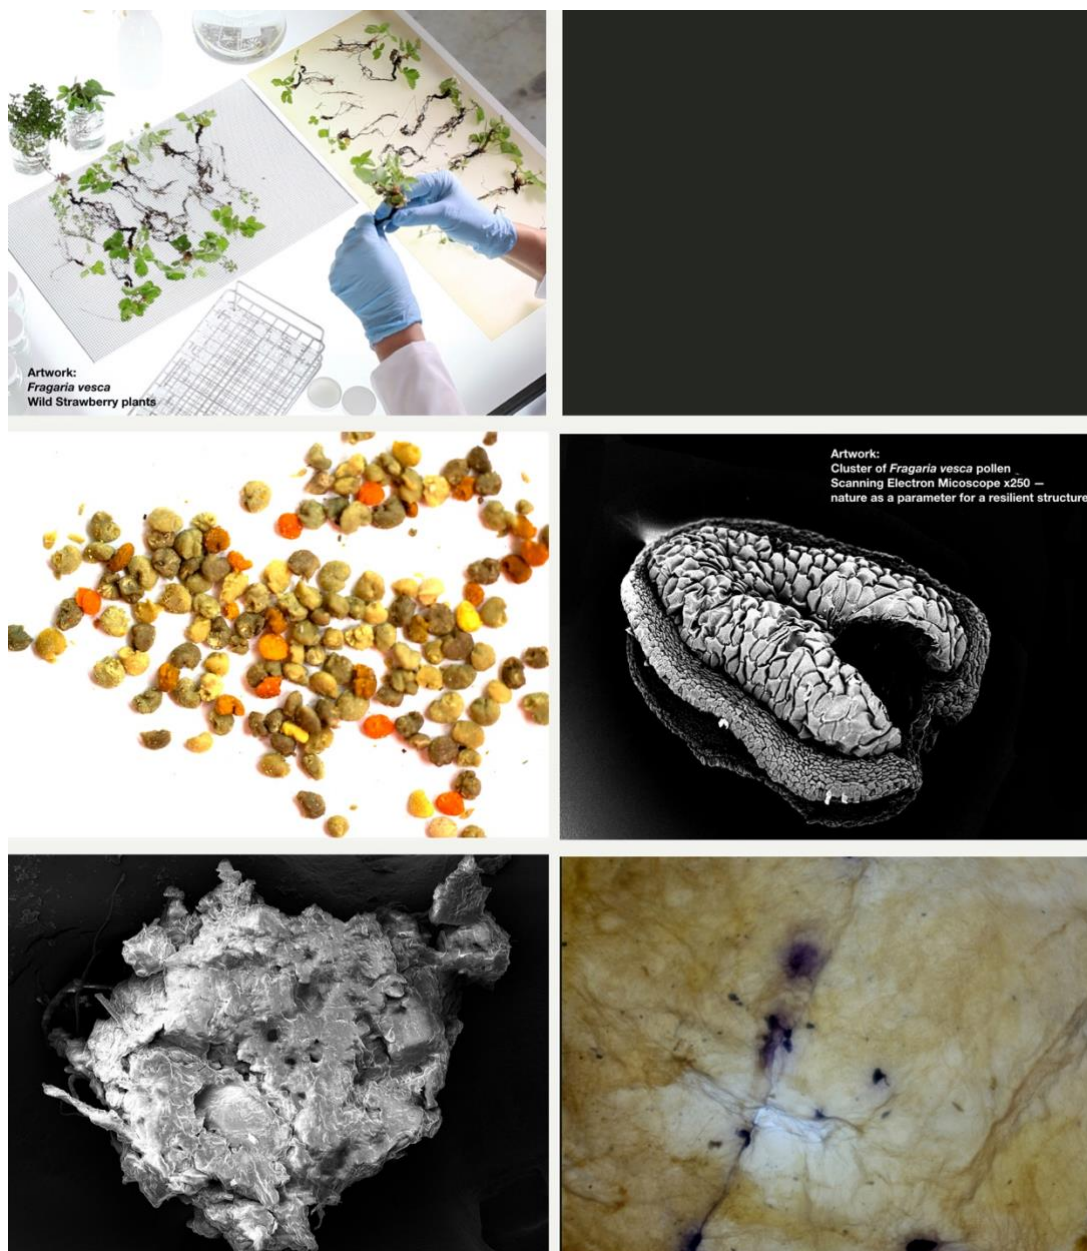 Artwork:
Fragaria vesca
Wild Strawberry plants
Artwork:
Cluster of Fragaria vesca pollen
Scanning Electron Micoscope x250 —
nature as a parameter for a resilient structure